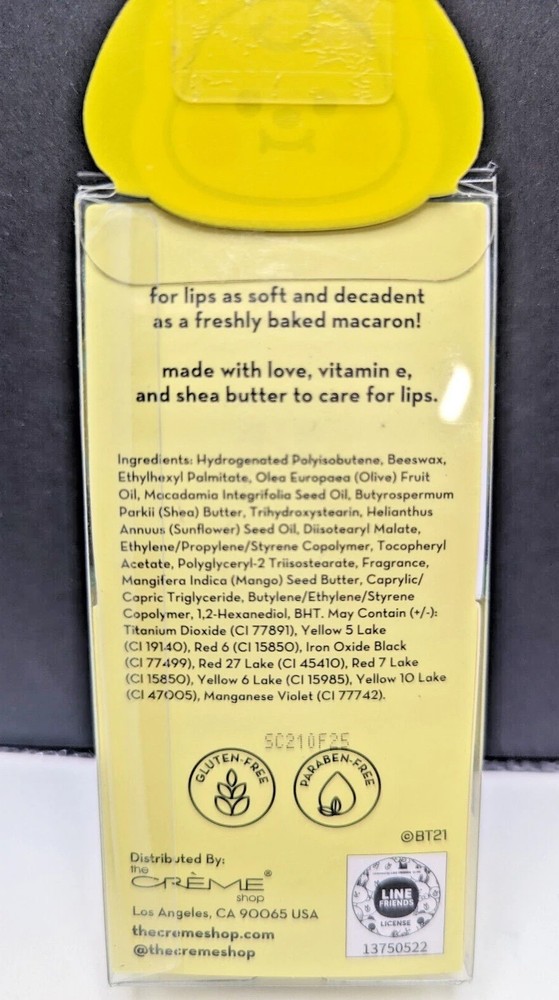 for lips as soft and decadent
as a freshly baked macaron!
made with love, vitamin e,
and shea butter to care for lips.
Ingredients: Hydrogenated Polyisobutene, Beeswax,
Ethylhexyl Palmitate, Olea Europaea (Olive) Fruit
Oil, Macadamia Integrifolia Seed Oil, Butyrospermum
Parkii (Shea) Butter, Trihydroxystearin, Helianthus
Annuus (Sunflower) Seed Oil, Diisotearyl Malate,
Ethylene/Propylene/Styrene Copolymer, Tocopheryl
Acetate, Polyglyceryl-2 Triisostearate, Fragrance,
Mangifera Indica (Mango) Seed Butter, Caprylic/
Capric Triglyceride, Butylene/Ethylene/Styrene
Copolymer, 1,2-Hexanediol, BHT. May Contain (+/-):
Titanium Dioxide (CI 77891), Yellow 5 Lake
(CI 19140), Red 6 (CI 15850), Iron Oxide Black
(CI 77499), Red 27 Lake (CI 45410), Red 7 Lake
(CI 15850), Yellow 6 Lake (CI 15985), Yellow 10 Lake
(CI 47005), Manganese Violet (CI 77742).
SC210F25
GLUTEN-FREE
PARABEN-FREE
©BT21
Distributed By:
the
CRÈME®
shop
Los Angeles, CA 90065 USA
thecremeshop.com
@thecremeshop
LINE
FRIENDS
LICENSE
13750522